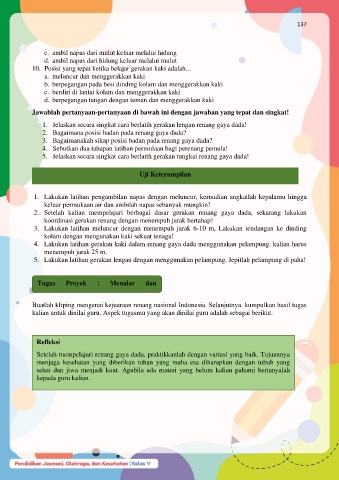 137
c. ambil napas dari mulut keluar melalui hidung
d. ambil napas dari hidung keluar melalui mulut
10. Posisi yang tepat ketika belajar gerakan kaki adalah...
a. meluncur dan menggerakkan kaki
b. berpegangan pada besi dinding kolam dan menggerakkan kaki
c. berdiri di lantai kolam dan menggerakkan kaki
d. berpegangan tangan dengan teman dan menggerakkan kaki
Jawablah pertanyaan-pertanyaan di bawah ini dengan jawaban yang tepat dan singkat!
1. Jelaskan secara singkat cara berlatih gerakan lengan renang gaya dada!
2. Bagaimana posisi badan pada renang gaya dada?
3. Bagaimanakah sikap posisi badan pada renang gaya dada?
4. Sebutkan dua tahapan latihan permulaan bagi perenang pemula!
5. Jelaskan secara singkat cara berlatih gerakan tungkai renang gaya dada!
Uji Keterampilan
1. Lakukan latihan pengambilan napas dengan meluncur, kemudian angkatlah kepalamu hingga
keluar permukaan air dan ambilah napas sebanyak mungkin!
2. Setelah kalian mempelajari berbagai dasar gerakan renang gaya dada, sekarang lakukan
koordinasi gerakan renang dengan menempuh jarak bertahap!
3. Lakukan latihan meluncur dengan menempuh jarak 6-10 m. Lakukan tendangan ke dinding
kolam dengan menggunakan kaki sekuat tenaga!
4. Lakukan latihan gerakan kaki dalam renang gaya dada menggunakan pelampung. kalian harus
menempuh jarak 25 m.
5. Lakukan latihan gerakan lengan dengan menggunakan pelampung. Jepitlah pelampung di paha!
Tugas Proyek : Menalar dan
Buatlah kliping mengenai kejuaraan renang nasional Indonesia. Selanjutnya, kumpulkan hasil tugas
kalian untuk dinilai guru. Aspek tugasmu yang akan dinilai guru adalah sebagai berikut.
Refleksi
Setelah mempelajari renang gaya dada, praktikkanlah dengan variasi yang baik. Tujuannya
menjaga kesehatan yang diberikan tuhan yang maha esa diharapkan dengan tubuh yang
sehat dan jiwa menjadi kuat. Apabila ada materi yang belum kalian pahami bertanyalah
kepada guru kalian.
Pendidikan Jasmani, Olahraga, dan Kesehatan | Kelas V